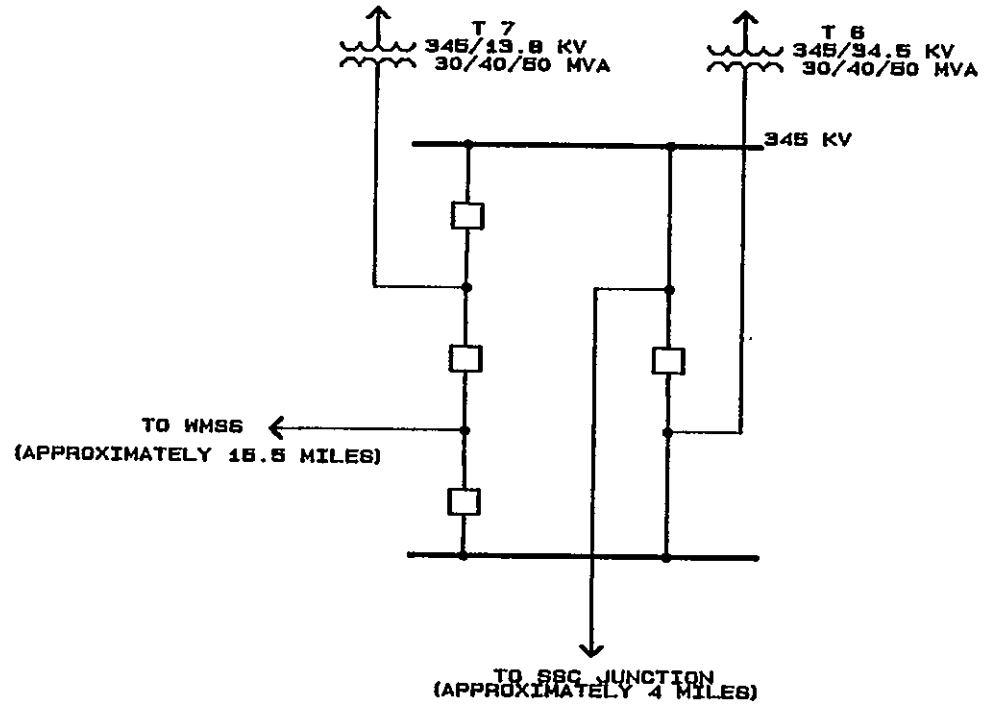 T 7
345/13.8 KV
30/40/50 MVA
T 6
345/34.5 KV
30/40/50 MVA
345 KV
TO WMSS
(APPROXIMATELY 15.5 MILES)
TO SSC JUNCTION
(APPROXIMATELY 4 MILES)